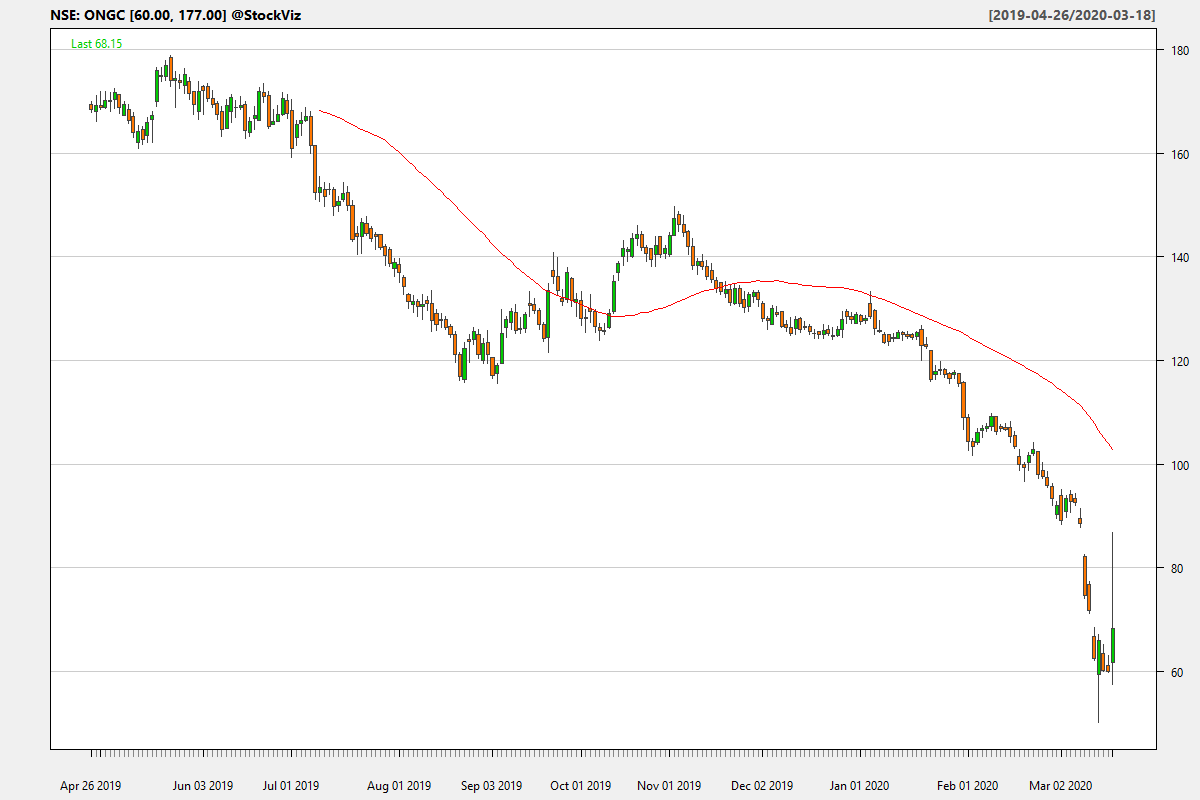 NSE: ONGC [60.00, 177.00] @StockViz
[2019-04-26/2020-03-18]
Last 68.15
180
160
140
120
100
80
60
Apr 26 2019 Jun 03 2019 Jul 01 2019 Aug 01 2019 Sep 03 2019 Oct 01 2019 Nov 01 2019 Dec 02 2019 Jan 01 2020 Feb 01 2020 Mar 02 2020